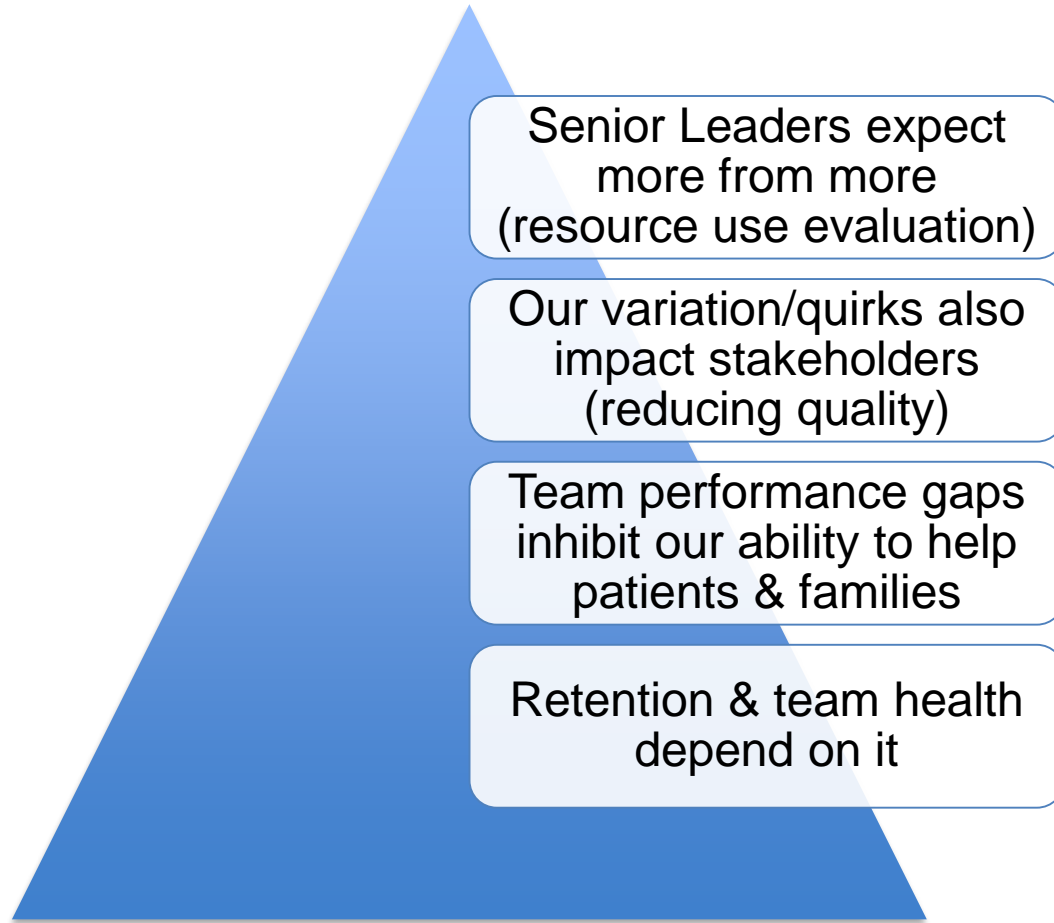 Senior Leaders expect
more from more
(resource use evaluation)
Our variation/quirks also
impact stakeholders
(reducing quality)
Team performance gaps
inhibit our ability to help
patients & families
Retention & team health
depend on it